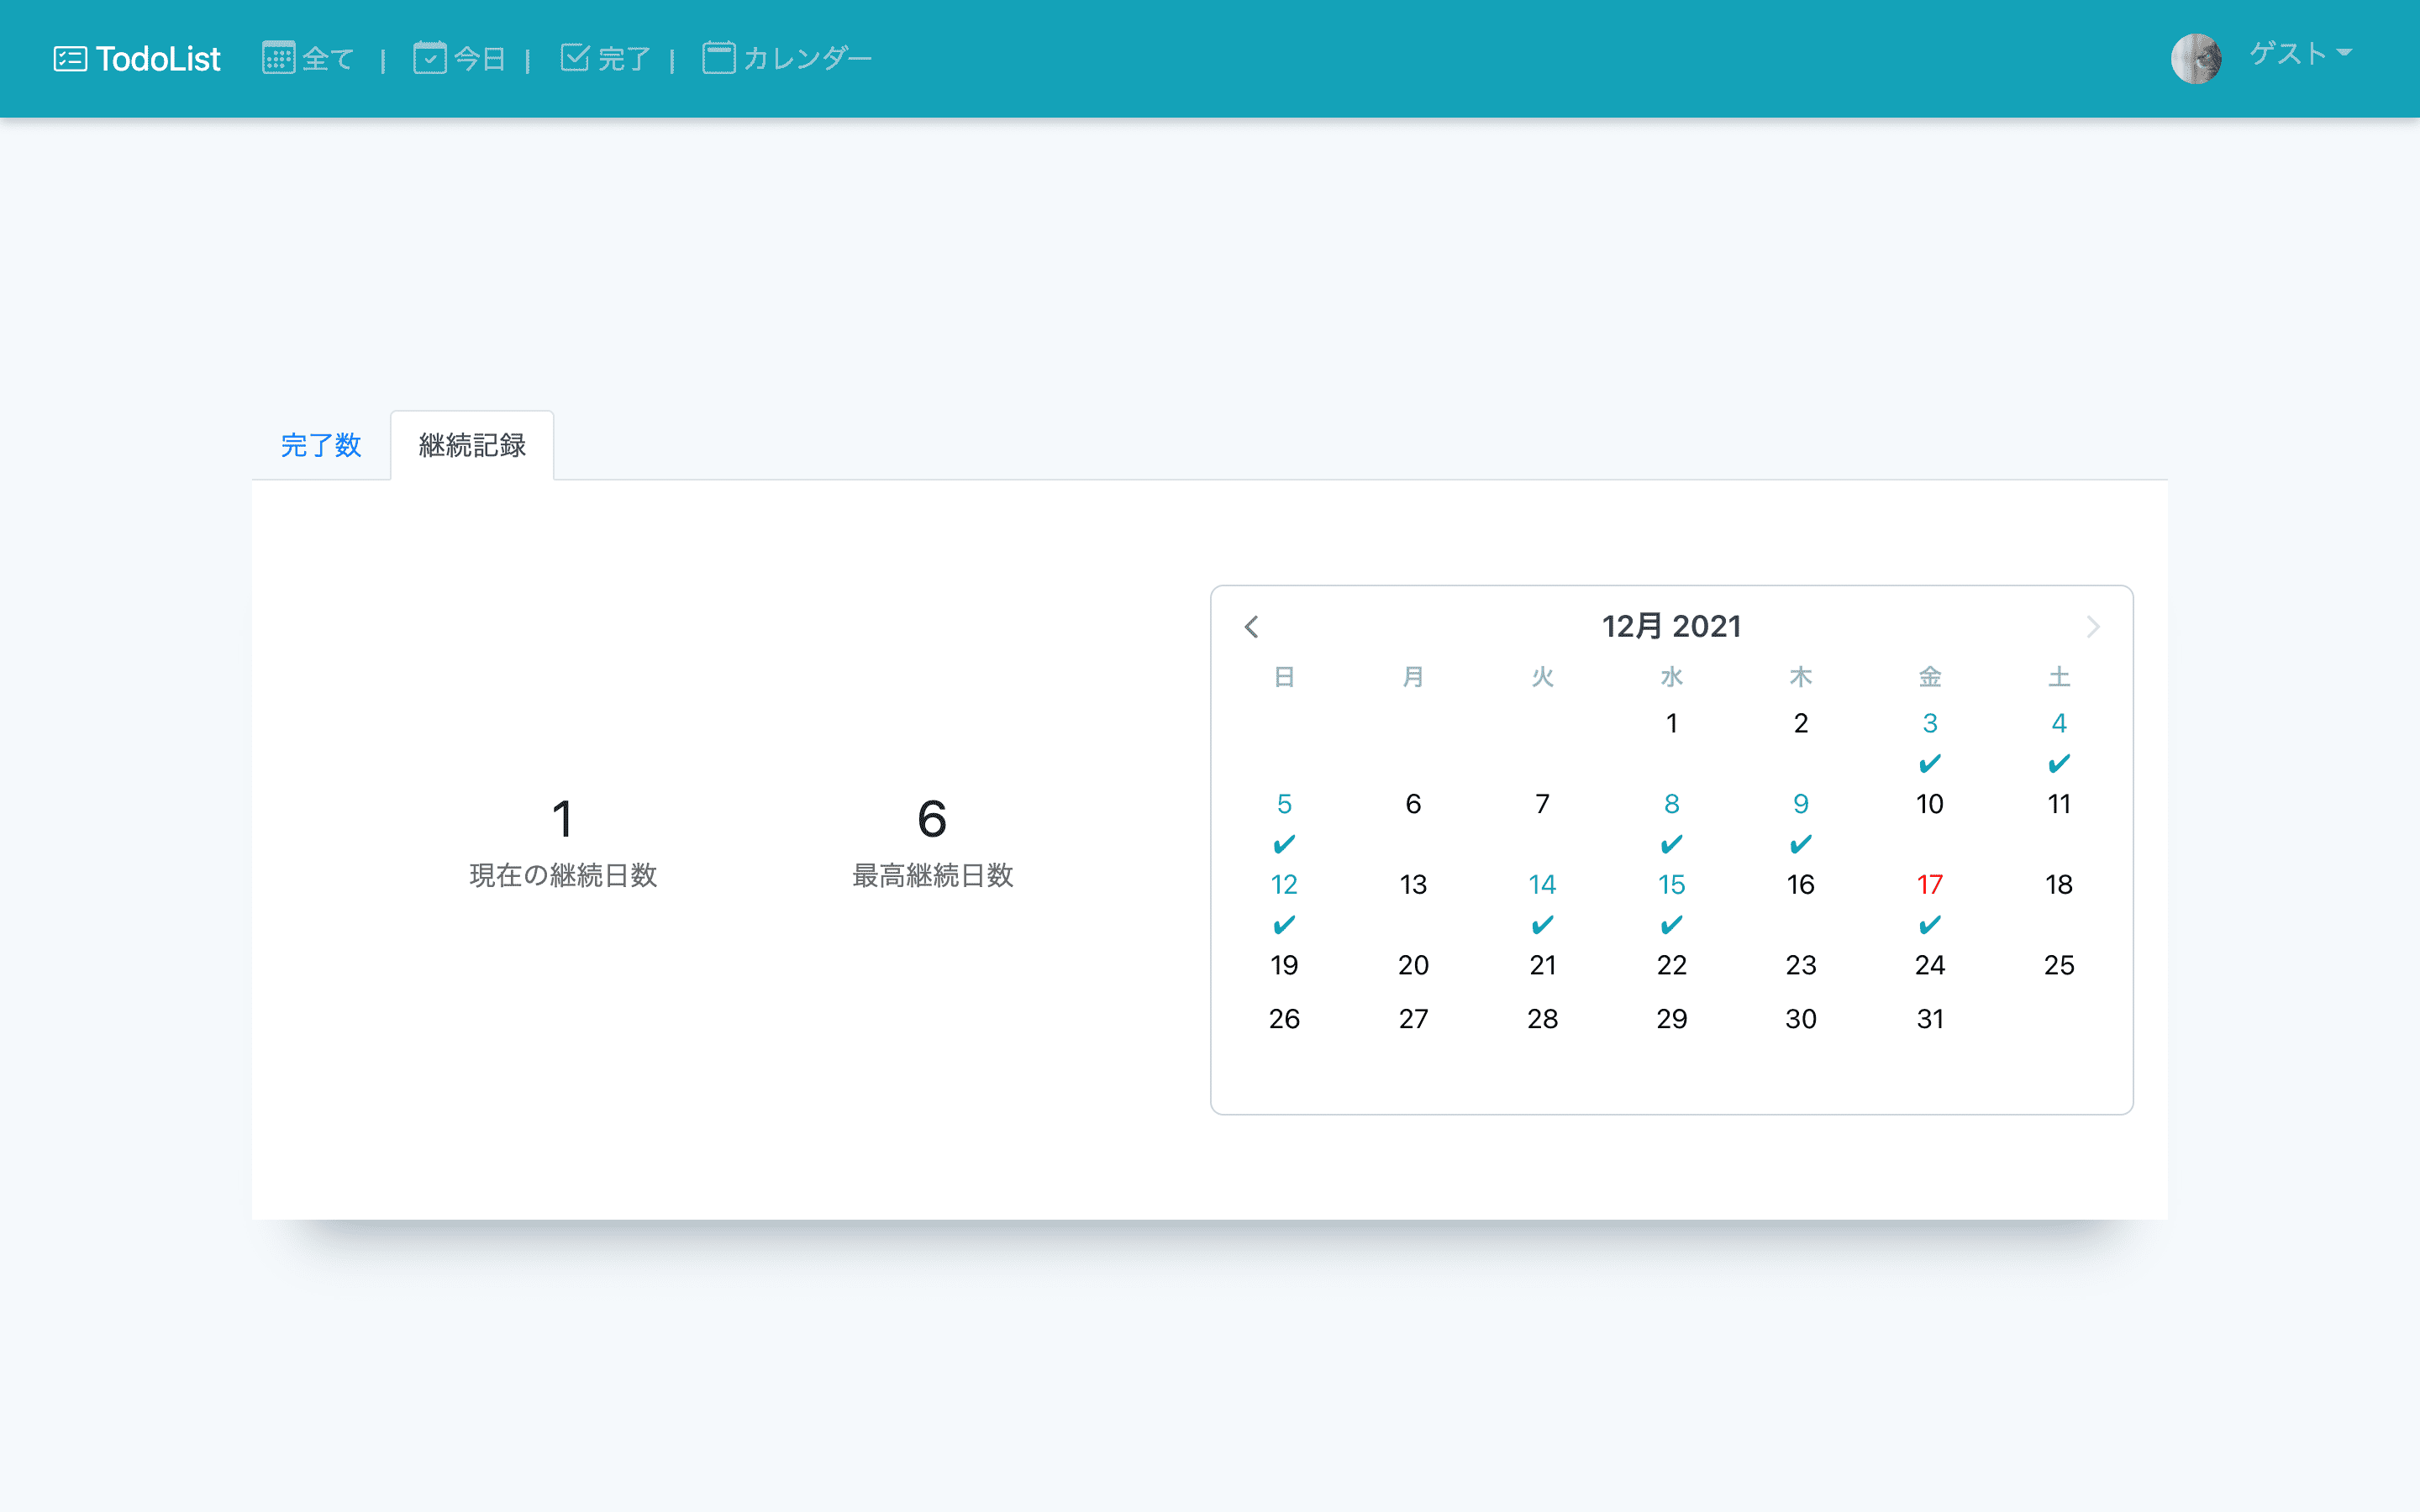 TodoList 全て | 今日 | 完了 | カレンダー ゲスト
完了数 継続記録
1
現在の継続日数
6
最高継続日数
12月 2021
日 月 火 水 木 金 土
1 2 3 4
✔ ✔
5 6 7 8 9 10 11
✔ ✔ ✔
12 13 14 15 16 17 18
✔ ✔ ✔ ✔
19 20 21 22 23 24 25
26 27 28 29 30 31